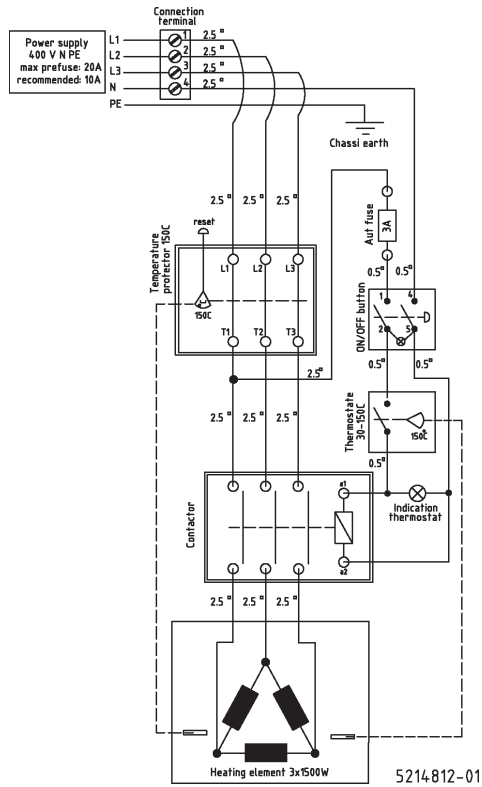 Connection
terminal
Power supply
400 V N PE
max prefuse: 20A
recommended: 10A
L1
L2
L3
N
PE
1
2
3
4
2.5 ▫
2.5 ▫
2.5 ▫
2.5 ▫
Chassi earth
2.5 ▫
2.5 ▫
2.5 ▫
reset
Aut fuse
3A
Temperature
protector 150C
L1
L2
L3
150C
T1
T2
T3
0.5▫
0.5▫
ON/OFF button
1
4
2
5
2.5▫
0.5▫
0.5▫
2.5 ▫
2.5 ▫
2.5 ▫
Thermostate
30-150C
150C
0.5▫
Contactor
a1
a2
Indication
thermostat
2.5 ▫
2.5 ▫
2.5 ▫
Heating element 3x1500W
5214812-01